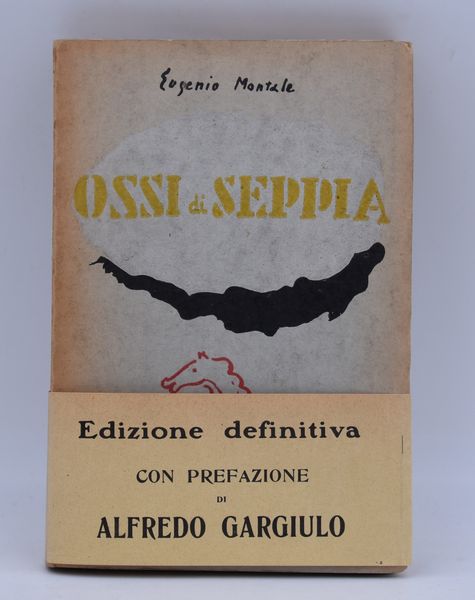 Eugenio Montale
OSSI di SEPPIA
Edizione definitiva
CON PREFAZIONE
DI
ALFREDO GARGIULO